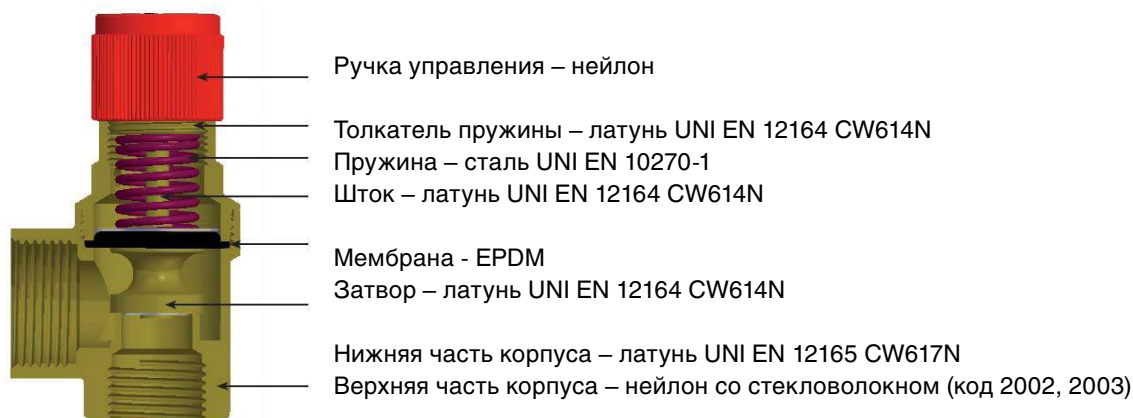 Ручка управления – нейлон
Толкатель пружины – латунь UNI EN 12164 CW614N
Пружина – сталь UNI EN 10270-1
Шток – латунь UNI EN 12164 CW614N
Мембрана - EPDM
Затвор – латунь UNI EN 12164 CW614N
Нижняя часть корпуса – латунь UNI EN 12165 CW617N
Верхняя часть корпуса – нейлон со стекловолокном (код 2002, 2003)